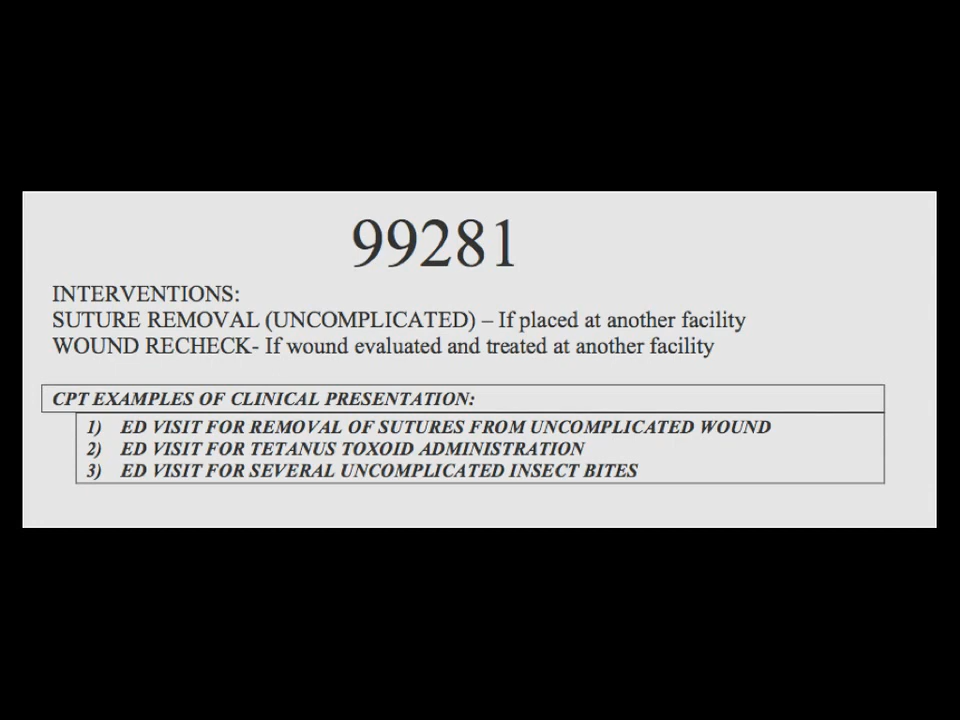 99281
INTERVENTIONS:
SUTURE REMOVAL (UNCOMPLICATED) – If placed at another facility
WOUND RECHECK- If wound evaluated and treated at another facility
CPT EXAMPLES OF CLINICAL PRESENTATION:
1) ED VISIT FOR REMOVAL OF SUTURES FROM UNCOMPLICATED WOUND
2) ED VISIT FOR TETANUS TOXOID ADMINISTRATION
3) ED VISIT FOR SEVERAL UNCOMPLICATED INSECT BITES